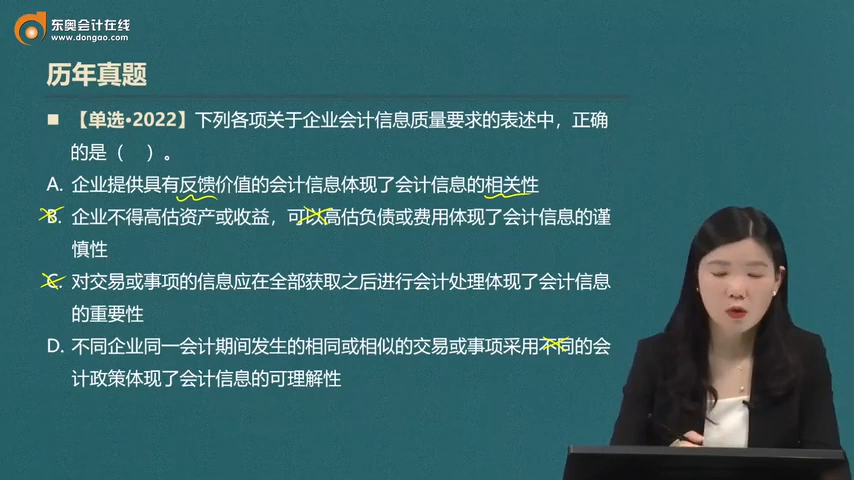 东奥会计在线
www.dongao.com
历年真题
【单选·2022】下列各项关于企业会计信息质量要求的表述中，正确
的是（ ）。
A. 企业提供具有反馈价值的会计信息体现了会计信息的相关性
B. 企业不得高估资产或收益，可以高估负债或费用体现了会计信息的谨
慎性
C. 对交易或事项的信息应在全部获取之后进行会计处理体现了会计信息
的重要性
D. 不同企业同一会计期间发生的相同或相似的交易或事项采用不同的会
计政策体现了会计信息的可理解性